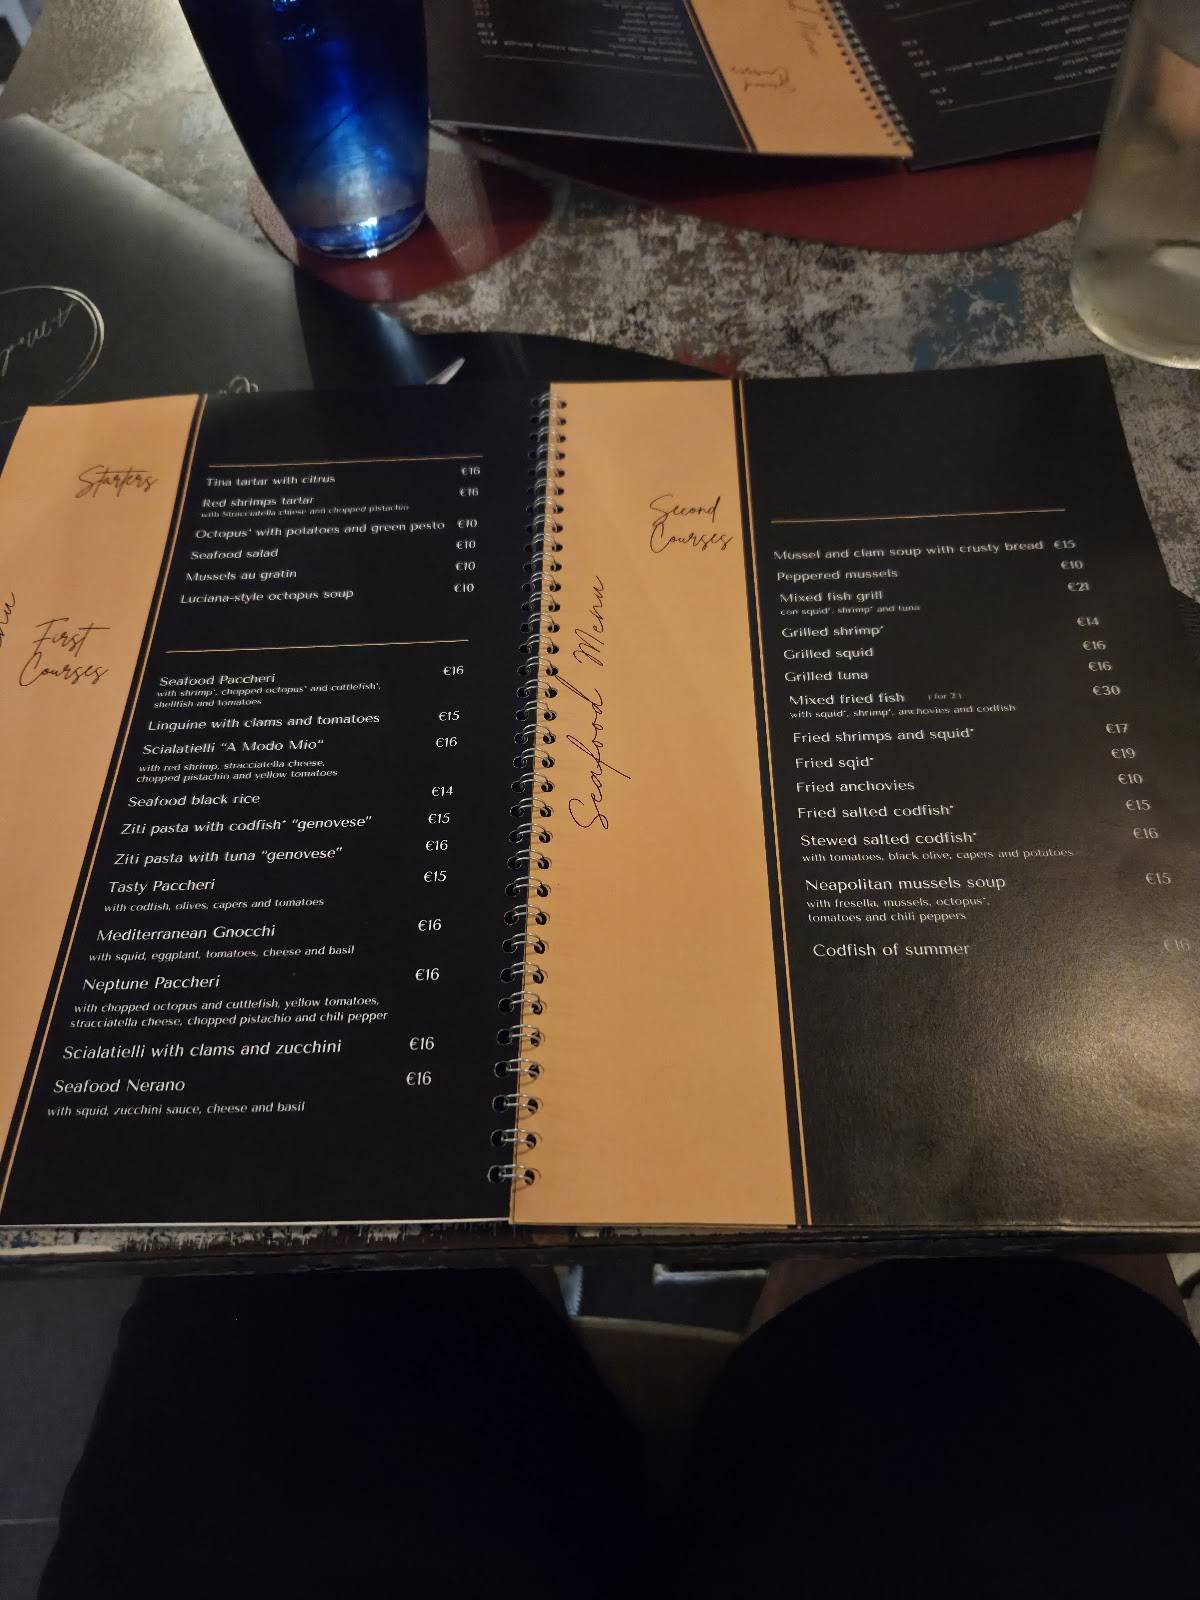 Starters
Tina tartar with citrus €16
Red shrimps tartar €16
with Stracciatella cheese and chopped pistachio
Octopus* with potatoes and green pesto €10
Seafood salad €10
Mussels au gratin €10
Luciana-style octopus soup €10
First
Courses
Seafood Paccheri €16
with shrimp*, chopped octopus* and cuttlefish*,
shellfish and tomatoes
Linguine with clams and tomatoes €15
Scialatielli "A Modo Mio" €16
with red shrimp, stracciatella cheese,
chopped pistachio and yellow tomatoes
Seafood black rice €14
Ziti pasta with codfish* "genovese" €15
Ziti pasta with tuna "genovese" €16
Tasty Paccheri €15
with codfish, olives, capers and tomatoes
Mediterranean Gnocchi €16
with squid, eggplant, tomatoes, cheese and basil
Neptune Paccheri €16
with chopped octopus and cuttlefish, yellow tomatoes,
stracciatella cheese, chopped pistachio and chili pepper
Scialatielli with clams and zucchini €16
Seafood Nerano €16
with squid, zucchini sauce, cheese and basil
Seafood Menu
Second
Courses
Mussel and clam soup with crusty bread €15
Peppered mussels €10
Mixed fish grill €21
con squid*, shrimp* and tuna
Grilled shrimp* €14
Grilled squid €16
Grilled tuna €16
Mixed fried fish (for 2) €30
with squid*, shrimp*, anchovies and codfish
Fried shrimps and squid* €17
Fried sqid* €19
Fried anchovies €10
Fried salted codfish* €15
Stewed salted codfish* €16
with tomatoes, black olive, capers and potatoes
Neapolitan mussels soup €15
with fresella, mussels, octopus*,
tomatoes and chili peppers
Codfish of summer €16